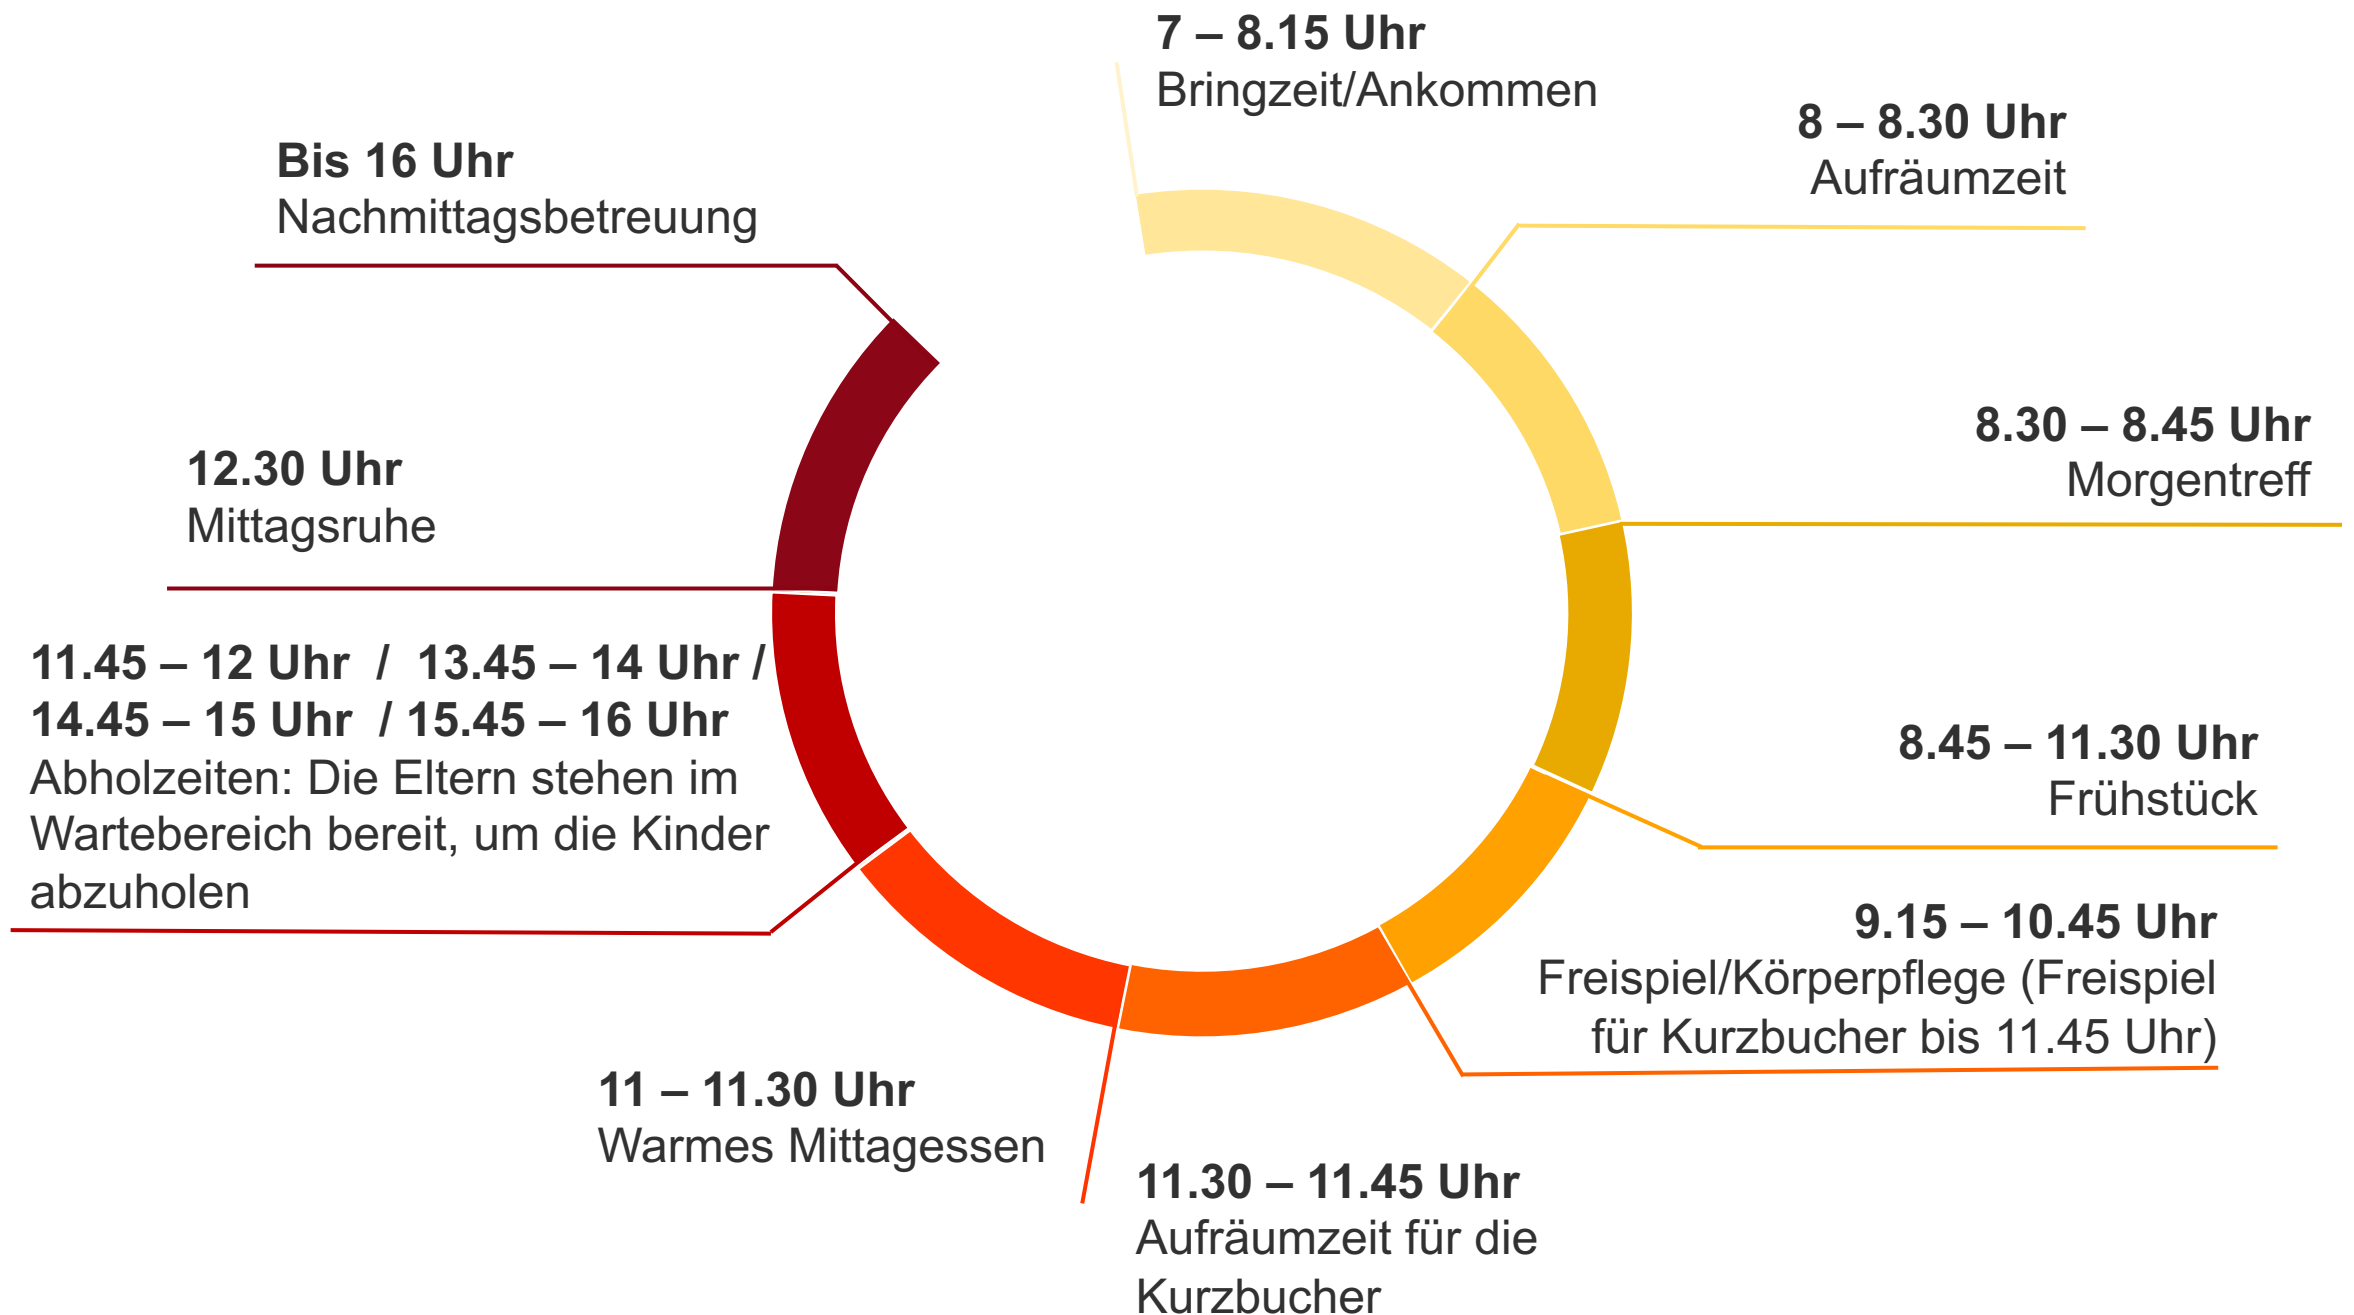 7 – 8.15 Uhr
Bringzeit/Ankommen
8 – 8.30 Uhr
Aufräumzeit
8.30 – 8.45 Uhr
Morgentreff
8.45 – 11.30 Uhr
Frühstück
9.15 – 10.45 Uhr
Freispiel/Körperpflege (Freispiel
für Kurzbucher bis 11.45 Uhr)
11.30 – 11.45 Uhr
Aufräumzeit für die
Kurzbucher
11 – 11.30 Uhr
Warmes Mittagessen
11.45 – 12 Uhr / 13.45 – 14 Uhr /
14.45 – 15 Uhr / 15.45 – 16 Uhr
Abholzeiten: Die Eltern stehen im
Wartebereich bereit, um die Kinder
abzuholen
12.30 Uhr
Mittagsruhe
Bis 16 Uhr
Nachmittagsbetreuung